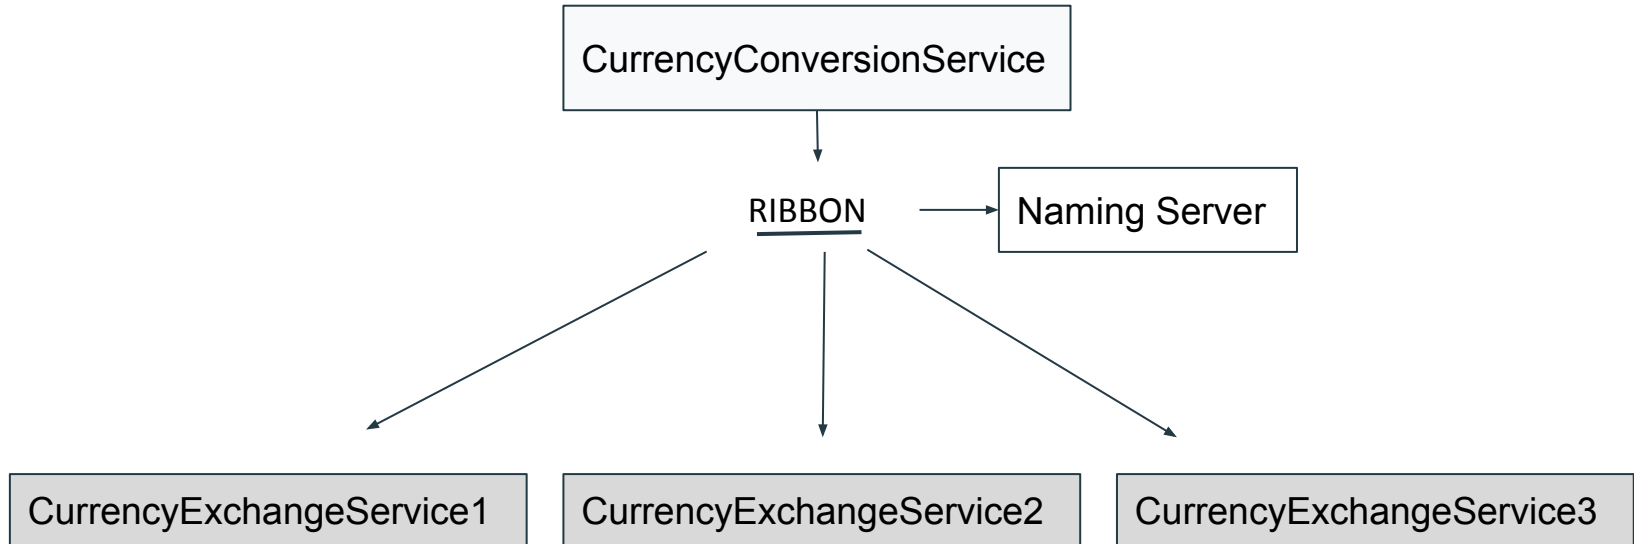 CurrencyConversionService
RIBBON
Naming Server
CurrencyExchangeService1
CurrencyExchangeService2
CurrencyExchangeService3